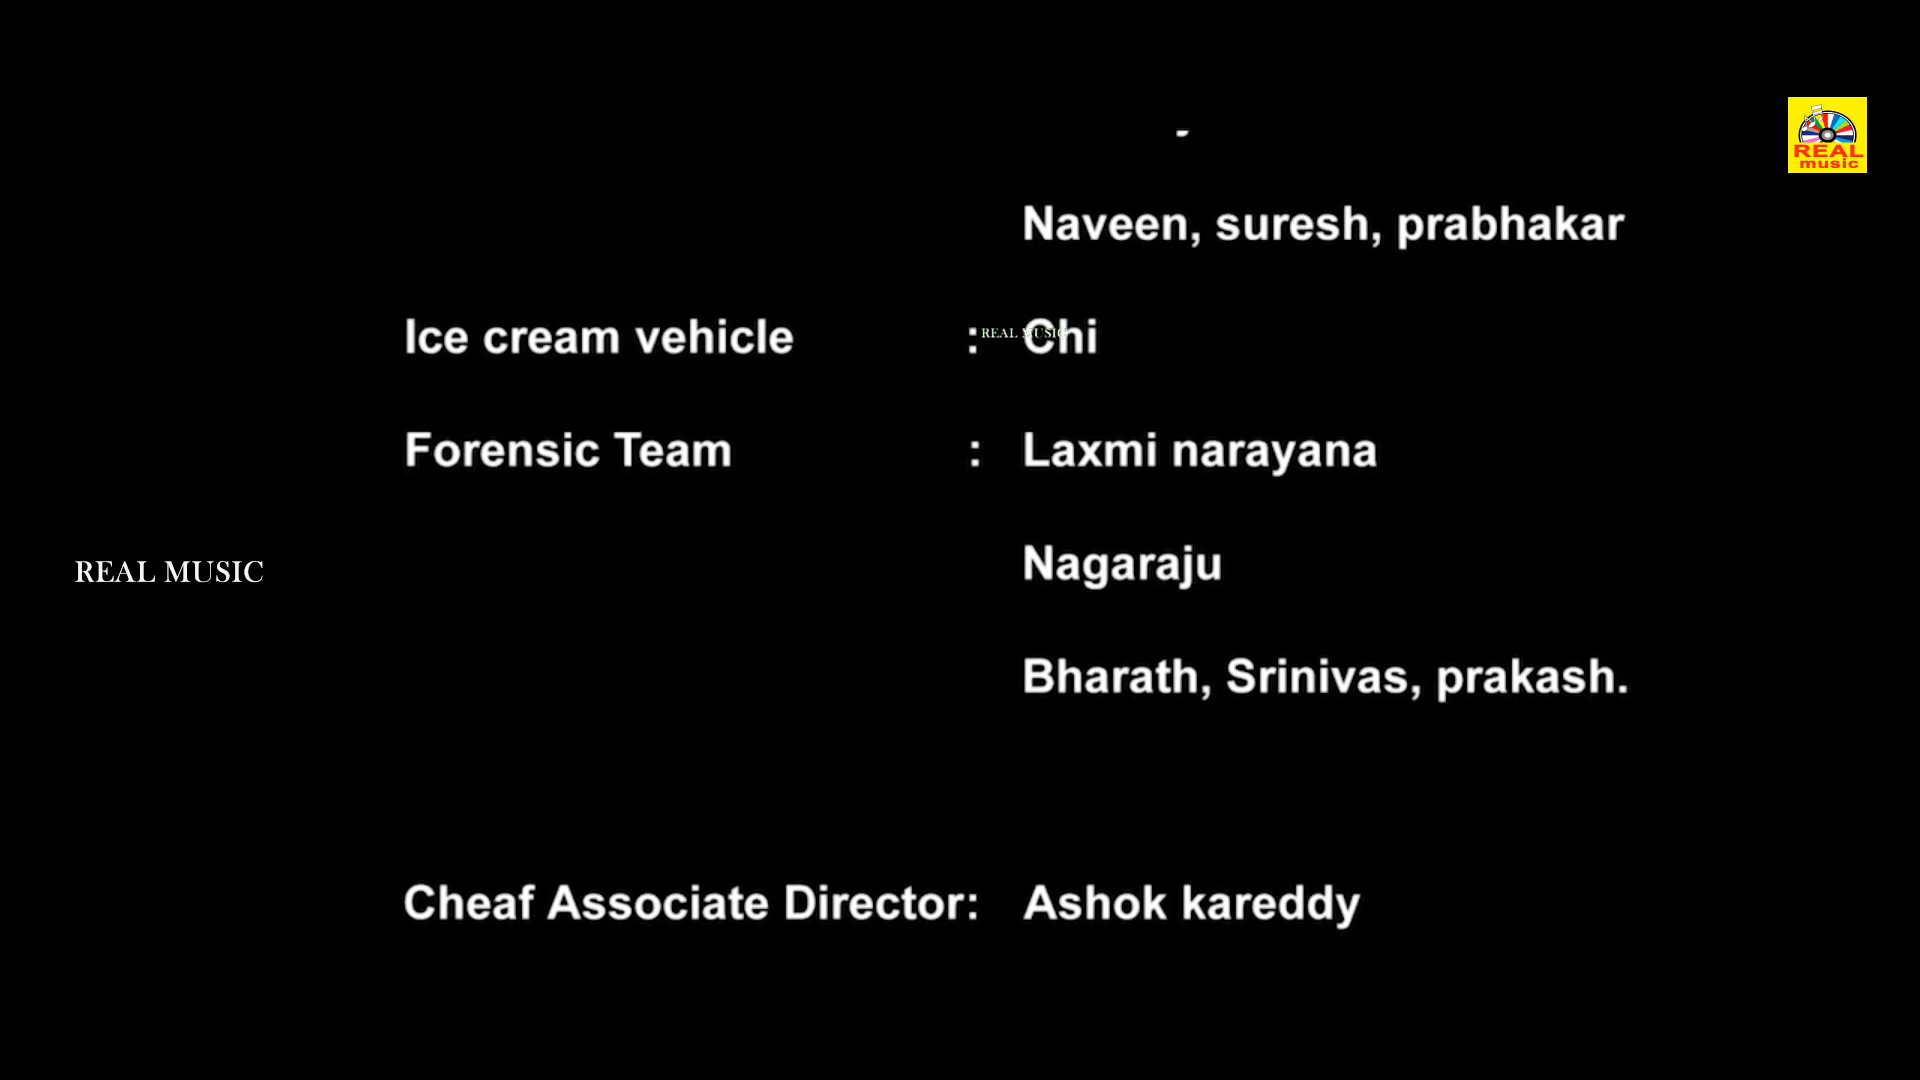 REAL
music
Naveen, suresh, prabhakar
Ice cream vehicle : Chi
REAL MUSIC
Forensic Team : Laxmi narayana
Nagaraju
REAL MUSIC
Bharath, Srinivas, prakash.
Cheaf Associate Director: Ashok kareddy